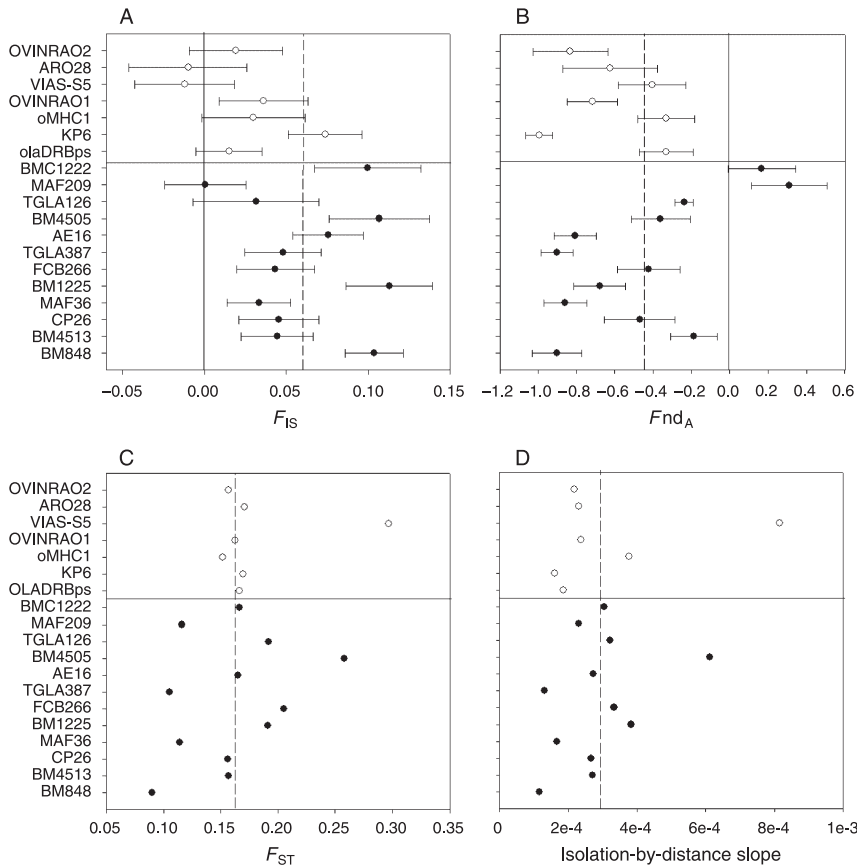 A
B
OVINRAO2
ARO28
VIAS-S5
OVINRAO1
oMHC1
KP6
olaDRBps
BMC1222
MAF209
TGLA126
BM4505
AE16
TGLA387
FCB266
BM1225
MAF36
CP26
BM4513
BM848
−0.05 0.00 0.05 0.10 0.15
F_IS
−1.2 −1.0 −0.8 −0.6 −0.4 −0.2 0.0 0.2 0.4 0.6
Fnd_A
C
D
OVINRAO2
ARO28
VIAS-S5
OVINRAO1
oMHC1
KP6
OLADRBps
BMC1222
MAF209
TGLA126
BM4505
AE16
TGLA387
FCB266
BM1225
MAF36
CP26
BM4513
BM848
0.05 0.10 0.15 0.20 0.25 0.30 0.35
F_ST
0 2e-4 4e-4 6e-4 8e-4 1e-3
Isolation-by-distance slope